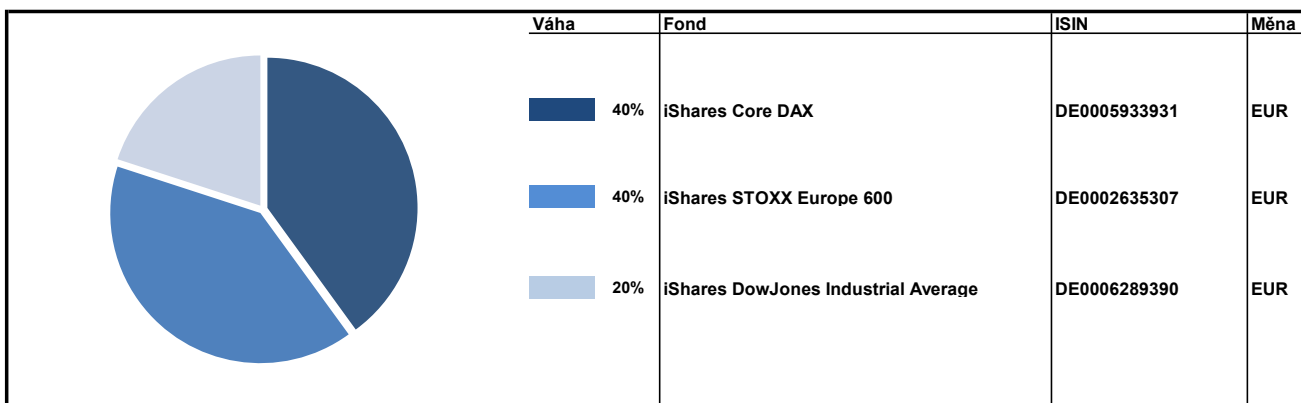 Váha Fond ISIN Měna
40% iShares Core DAX DE0005933931 EUR
40% iShares STOXX Europe 600 DE0002635307 EUR
20% iShares DowJones Industrial Average DE0006289390 EUR